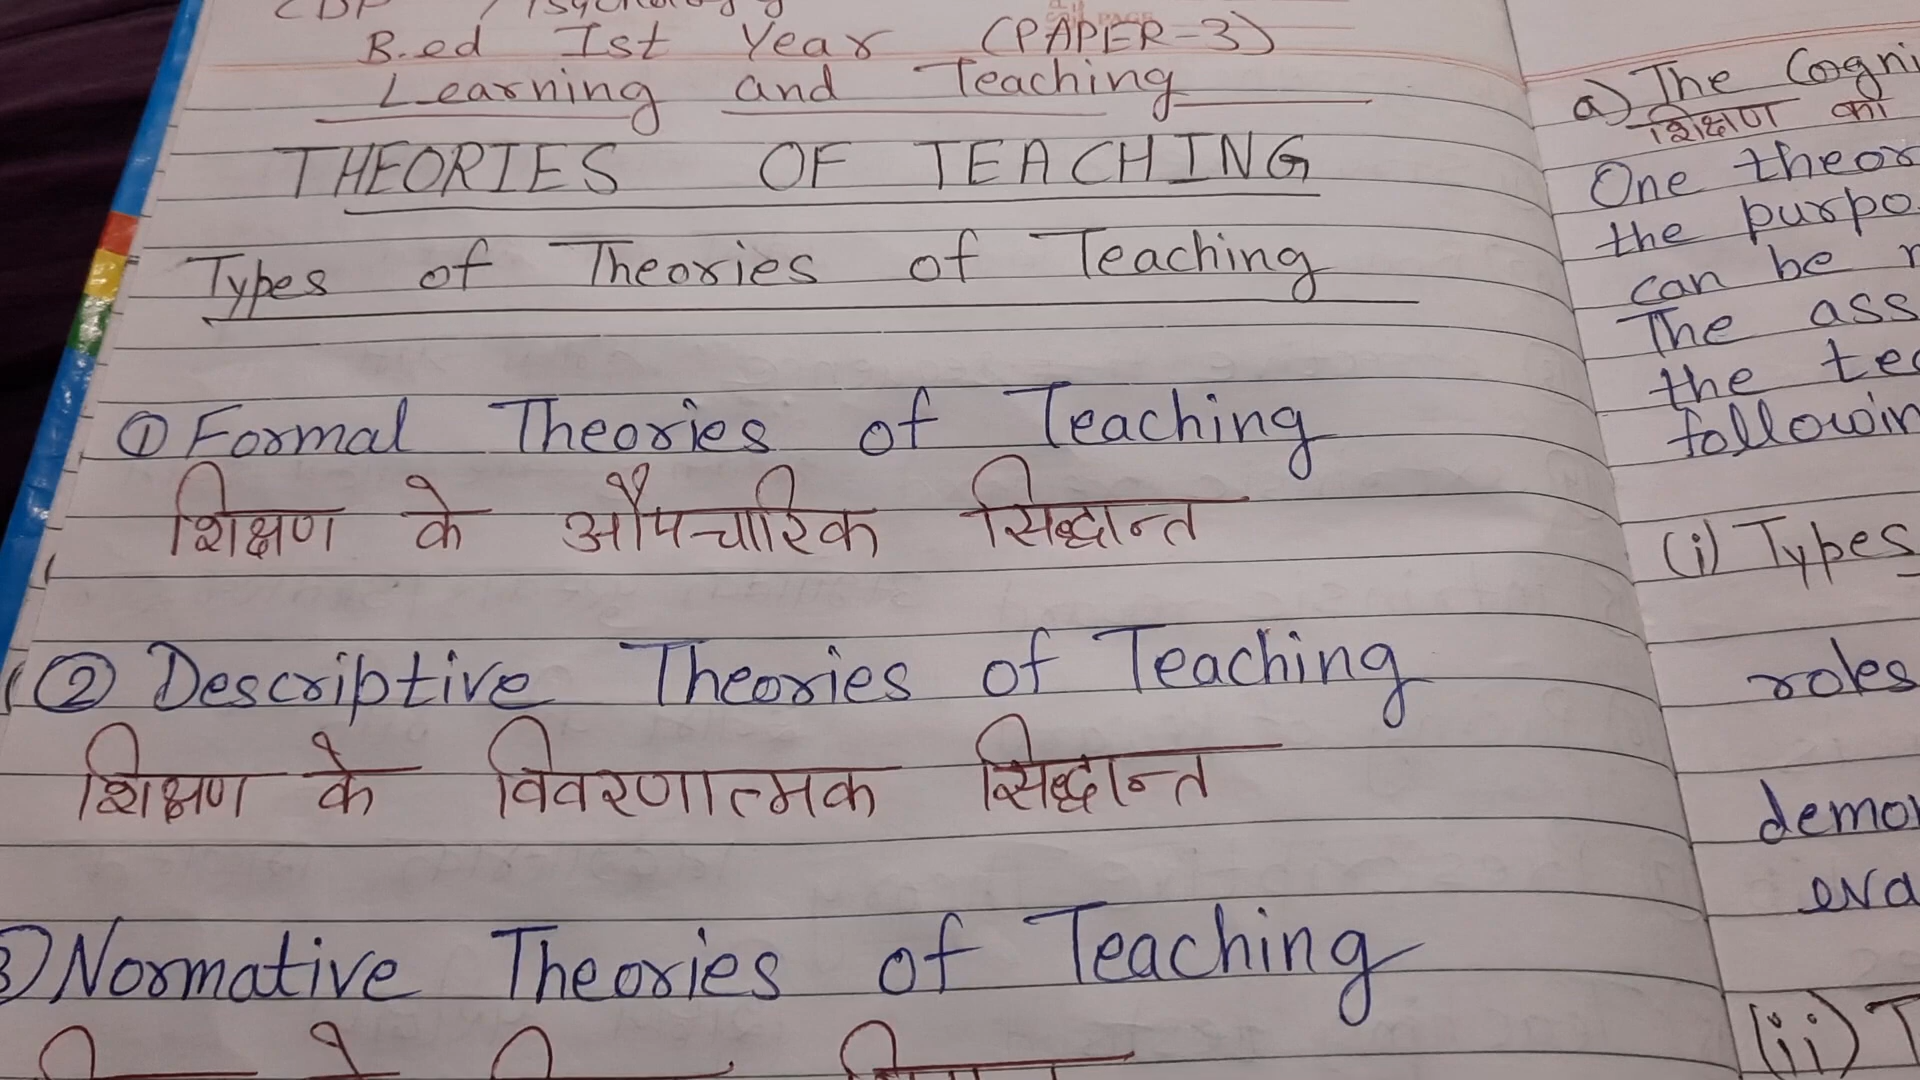 CDP / Psychology
B.ed Ist Year (PAPER-3)
Learning and Teaching
THEORIES OF TEACHING
Types of Theories of Teaching
① Formal Theories of Teaching
शिक्षण के औपचारिक सिद्धान्त
② Descriptive Theories of Teaching
शिक्षण के विवरणात्मक सिद्धान्त
3) Normative Theories of Teaching
a) The Cogni
शिक्षण का
One theor
the purpo
can be
The ass
the te
followin
(i) Types
roles
demo
eva
(ii) T